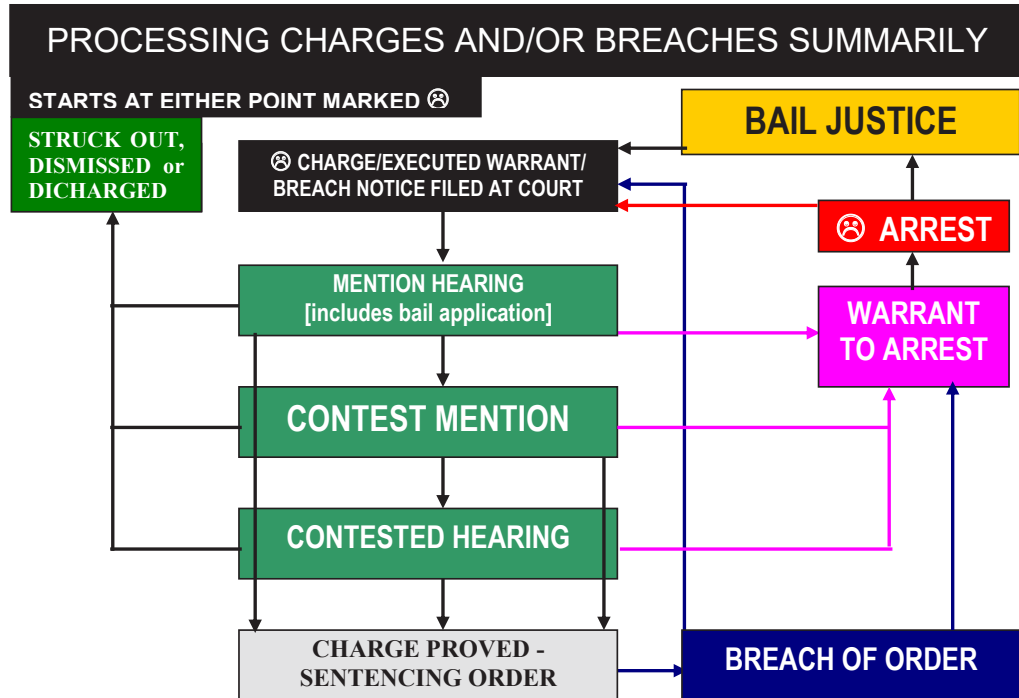 PROCESSING CHARGES AND/OR BREACHES SUMMARILY
STARTS AT EITHER POINT MARKED ☹
STRUCK OUT,
DISMISSED or
DICHARGED
☹ CHARGE/EXECUTED WARRANT/
BREACH NOTICE FILED AT COURT
BAIL JUSTICE
☹ ARREST
MENTION HEARING
[includes bail application]
WARRANT
TO ARREST
CONTEST MENTION
CONTESTED HEARING
CHARGE PROVED -
SENTENCING ORDER
BREACH OF ORDER